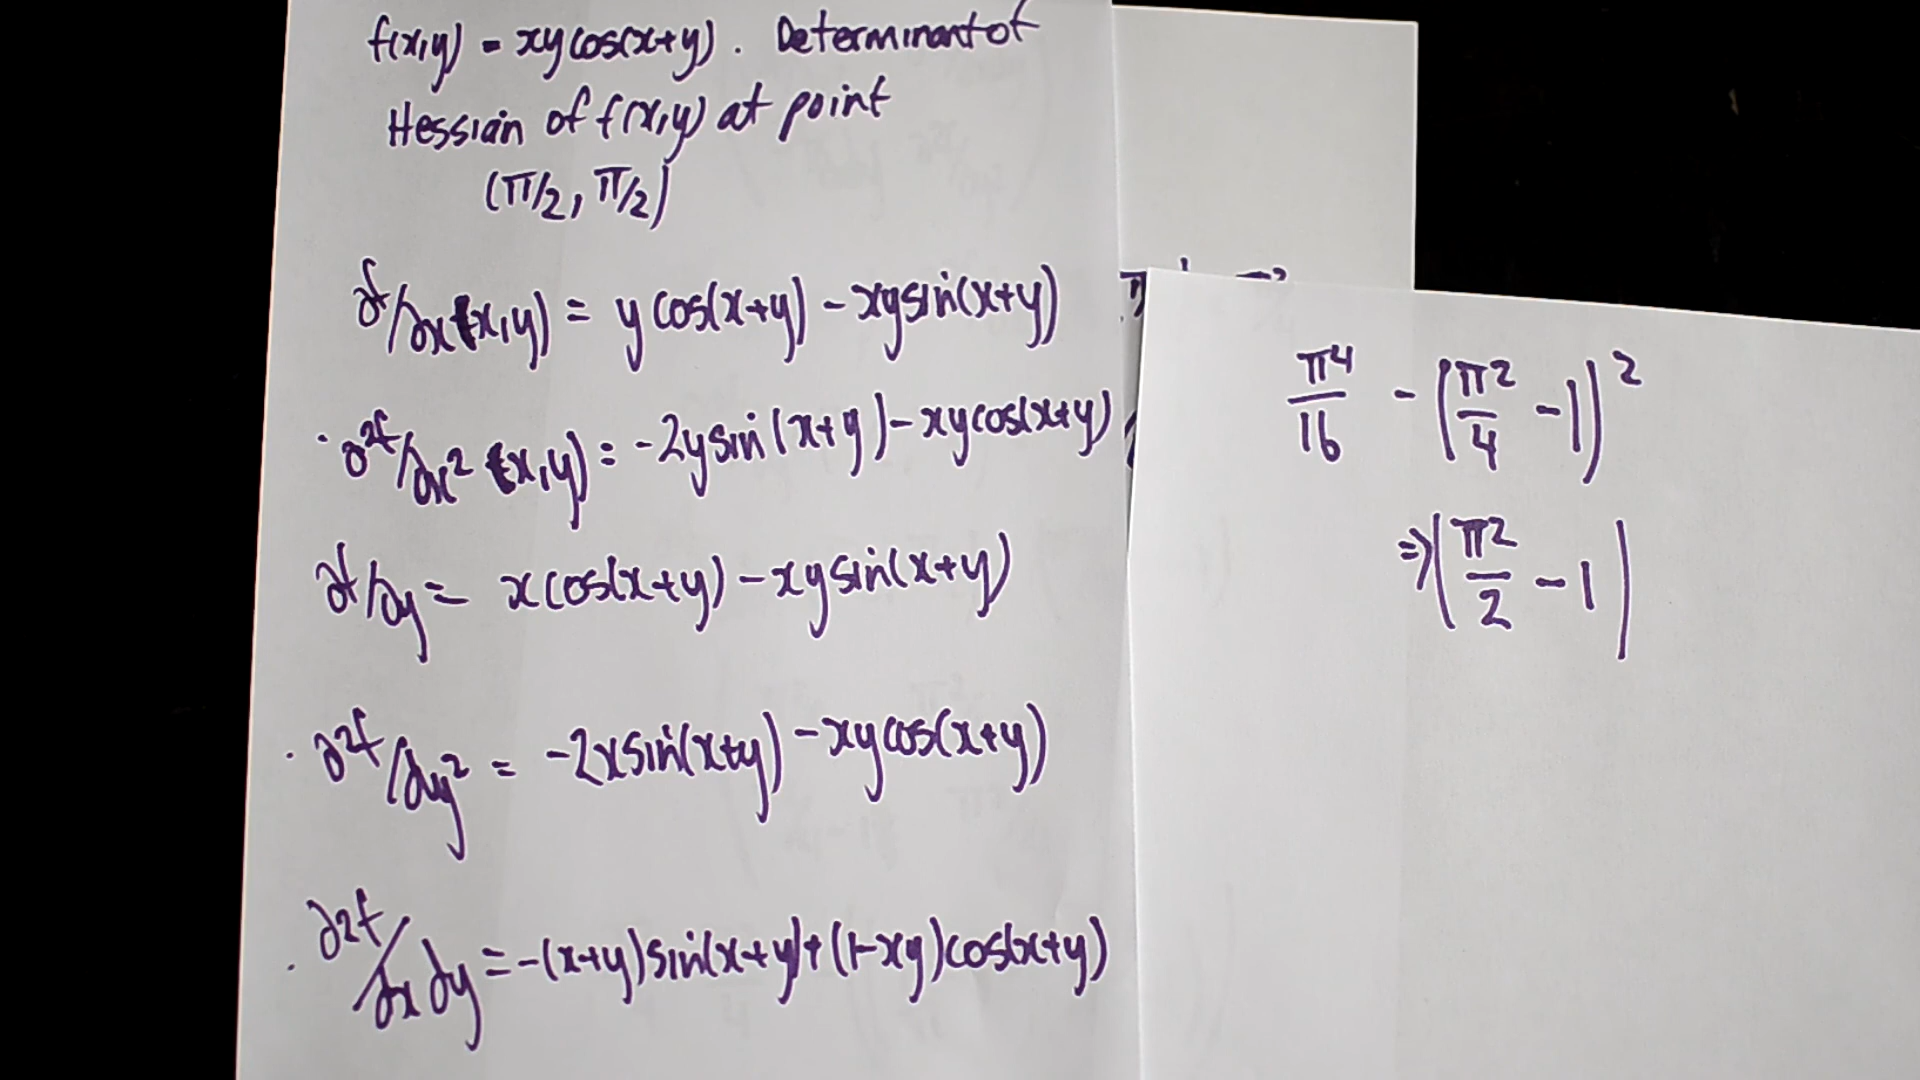 f(x,y) = xy cos(x+y). Determinant of
Hessian of f(x,y) at point
(π/2, π/2)
∂f/∂x (x,y) = y cos(x+y) - xy sin(x+y)
∂²f/∂x² (x,y) = -2y sin(x+y) - xy cos(x+y)
∂f/∂y = x cos(x+y) - xy sin(x+y)
∂²f/∂y² = -2x sin(x+y) - xy cos(x+y)
∂²f/∂x∂y = -(x+y) sin(x+y) + (1-xy) cos(x+y)
π⁴/16 - (π²/4 - 1)²
=> (π²/2 - 1)